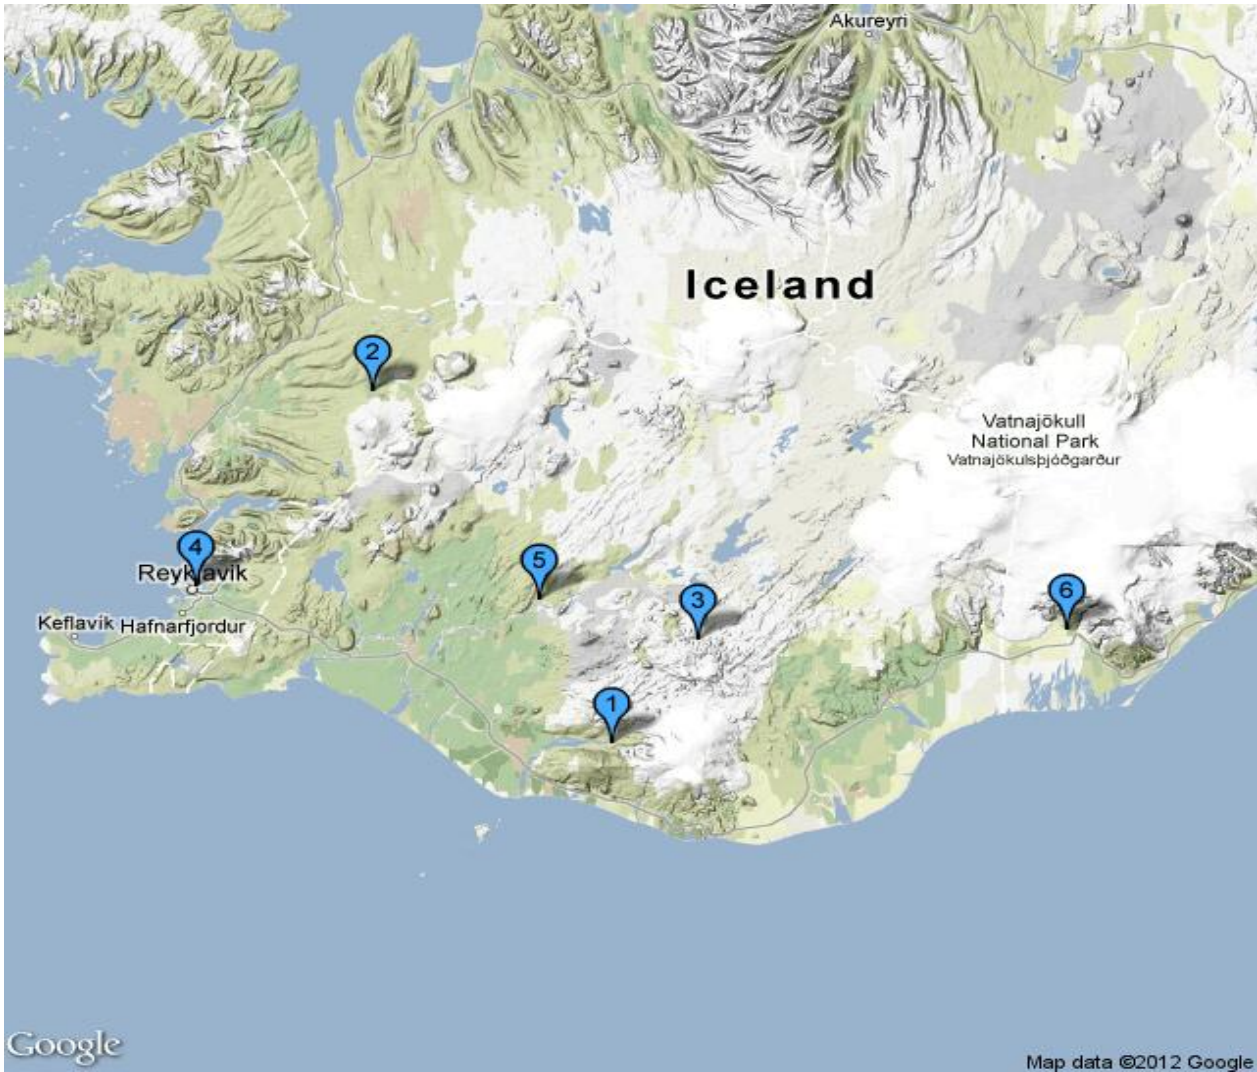 Akureyri
Iceland
2
Vatnajökull
National Park
Vatnajökulsþjóðgarður
4
5
Reykjavik
3
6
Keflavik
Hafnarfjordur
1
Google
Map data ©2012 Google